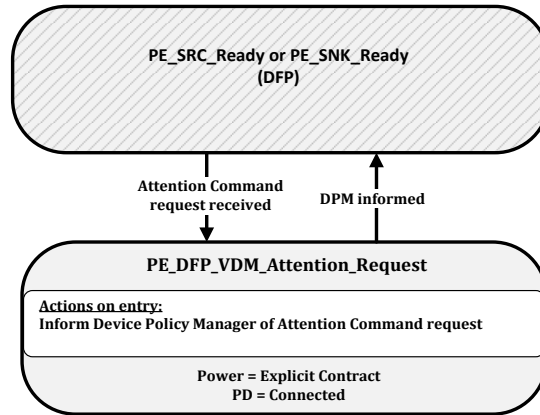 PE_SRC_Ready or PE_SNK_Ready
(DFP)
Attention Command
request received
DPM informed
PE_DFP_VDM_Attention_Request
Actions on entry:
Inform Device Policy Manager of Attention Command request
Power = Explicit Contract
PD = Connected